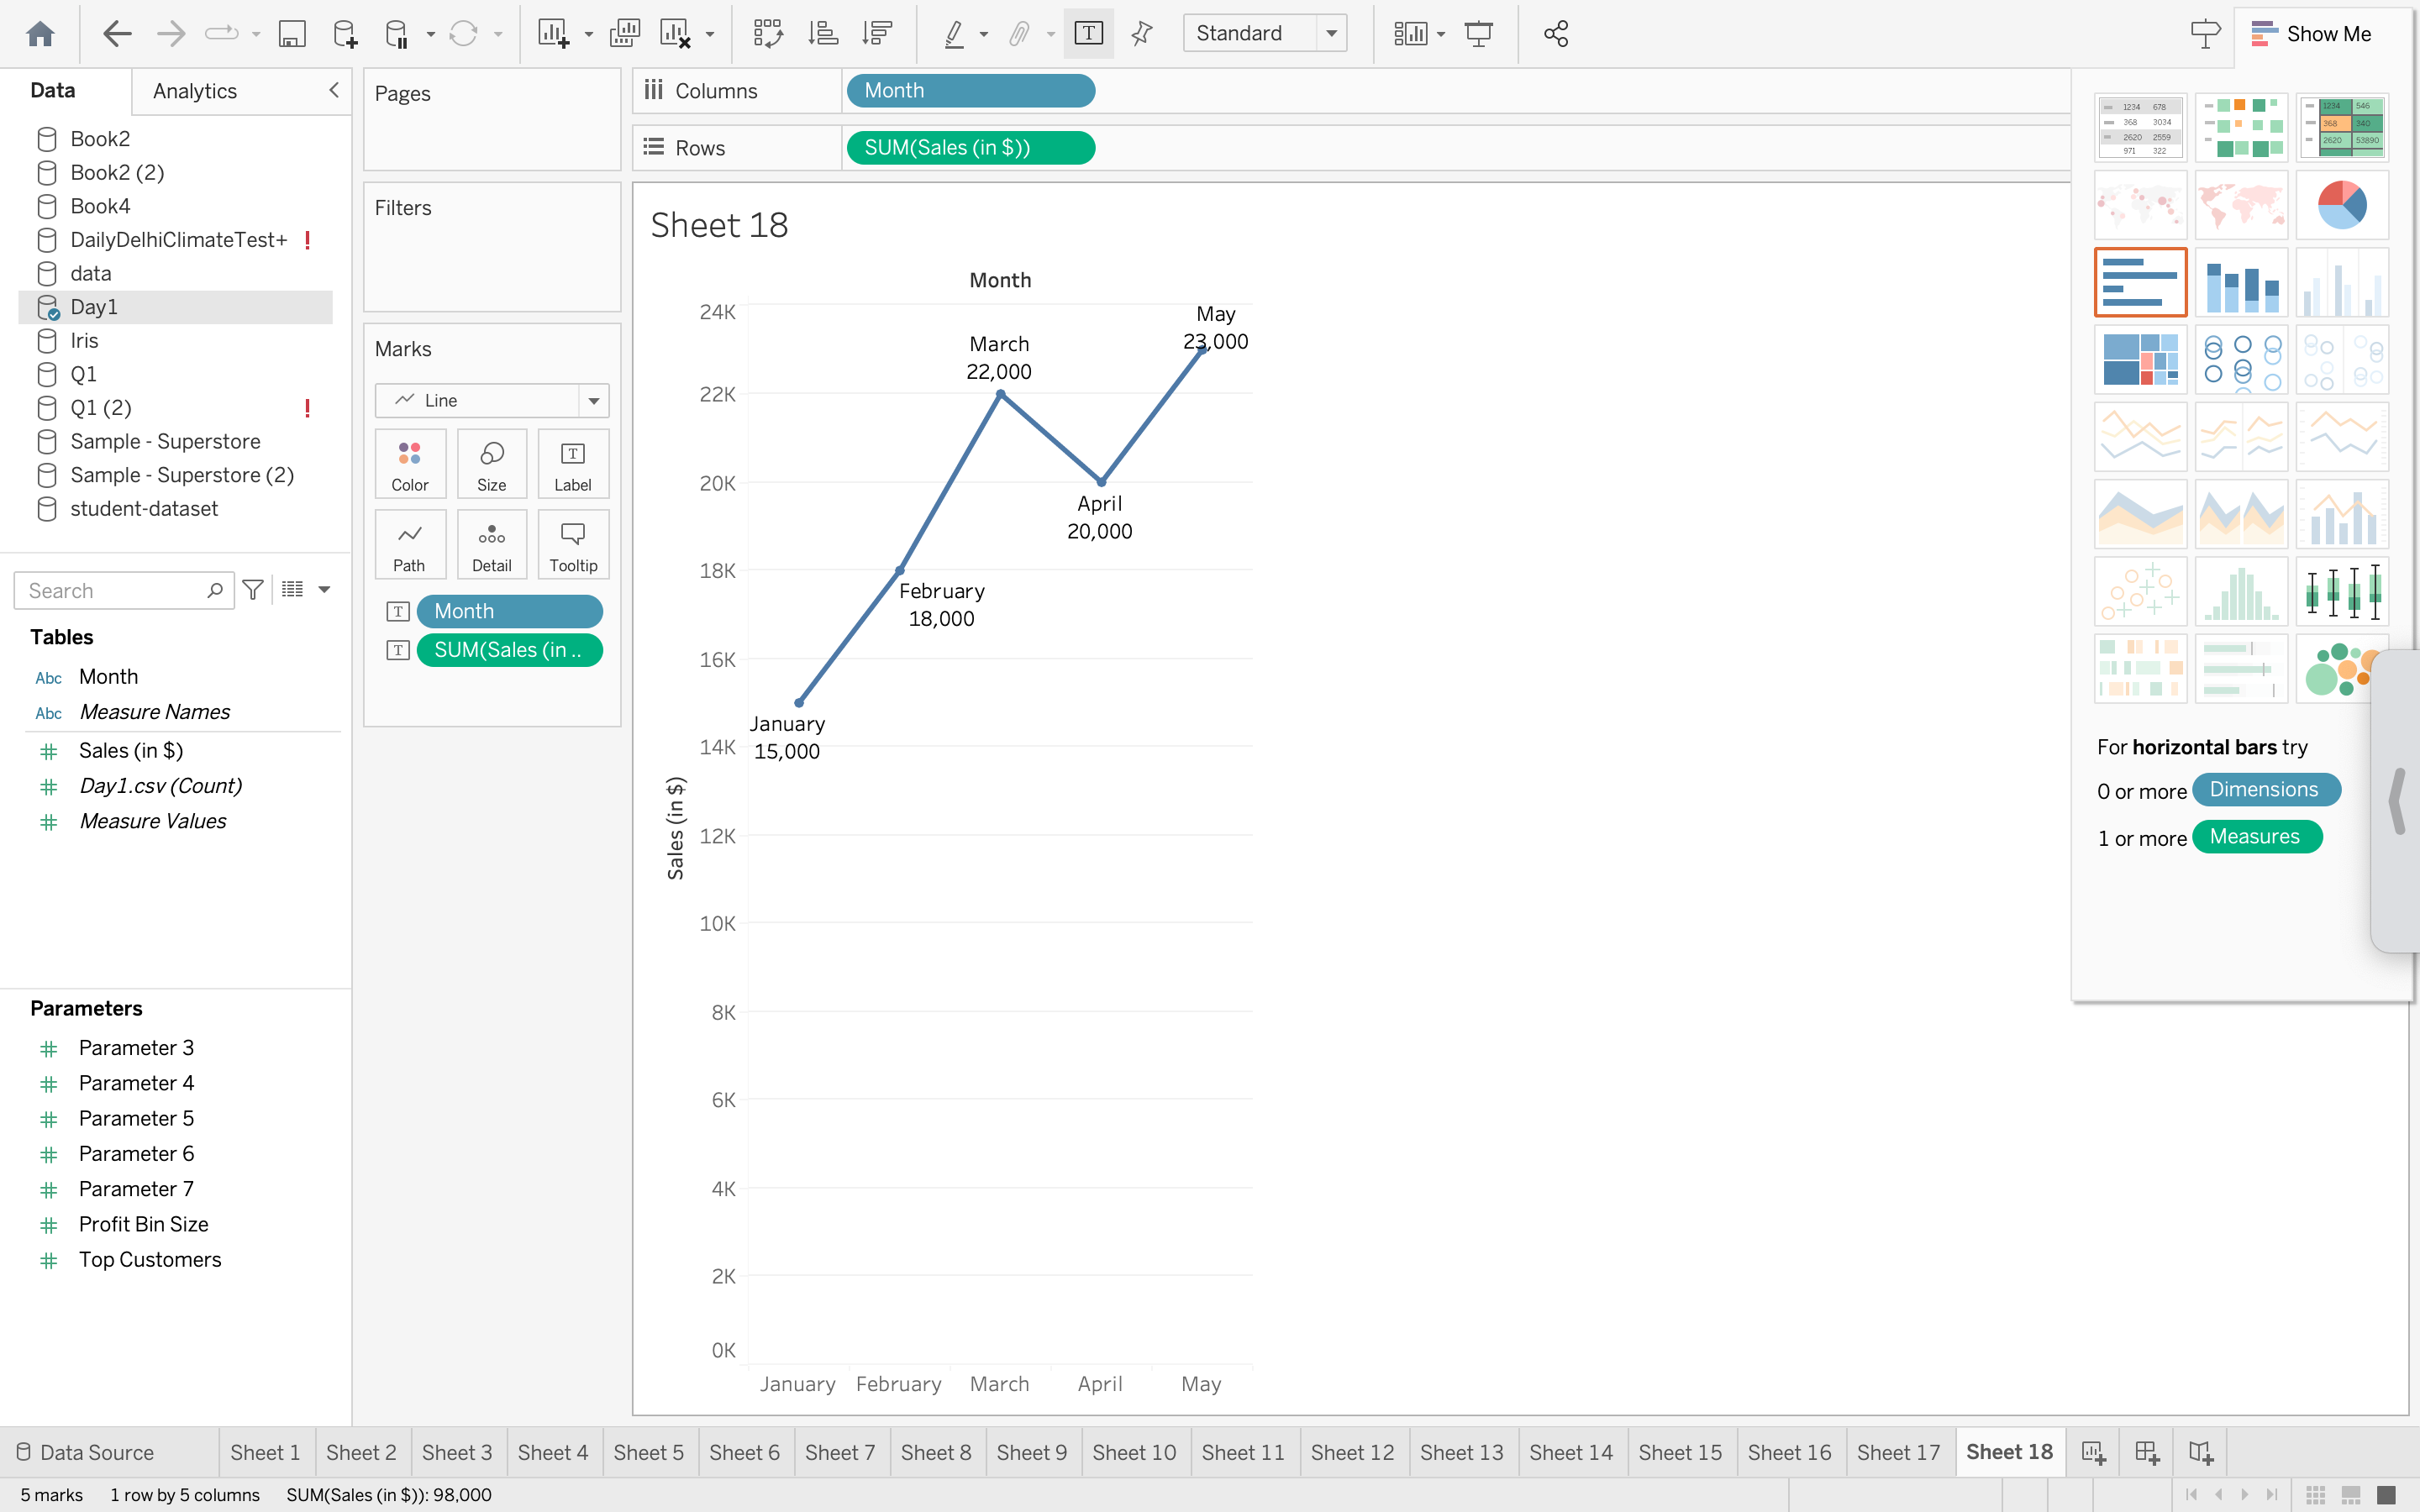 Standard
Show Me
Data
Analytics
Book2
Book2 (2)
Book4
DailyDelhiClimateTest+
data
Day1
Iris
Q1
Q1 (2)
Sample - Superstore
Sample - Superstore (2)
student-dataset
Search
Tables
Abc Month
Abc Measure Names
Sales (in $)
Day1.csv (Count)
Measure Values
Parameters
Parameter 3
Parameter 4
Parameter 5
Parameter 6
Parameter 7
Profit Bin Size
Top Customers
Pages
Filters
Marks
Line
Color Size Label
Path Detail Tooltip
Month
SUM(Sales (in ..
Columns Month
Rows SUM(Sales (in $))
Sheet 18
Month
24K
22K
20K
18K
16K
14K
12K
10K
8K
6K
4K
2K
0K
Sales (in $)
January
15,000
February
18,000
March
22,000
April
20,000
May
23,000
January February March April May
1234 678
368 3034
2620 2559
971 322
1234 546
368 340
2620 53890
For horizontal bars try
0 or more Dimensions
1 or more Measures
Data Source Sheet 1 Sheet 2 Sheet 3 Sheet 4 Sheet 5 Sheet 6 Sheet 7 Sheet 8 Sheet 9 Sheet 10 Sheet 11 Sheet 12 Sheet 13 Sheet 14 Sheet 15 Sheet 16 Sheet 17 Sheet 18
5 marks 1 row by 5 columns SUM(Sales (in $)): 98,000